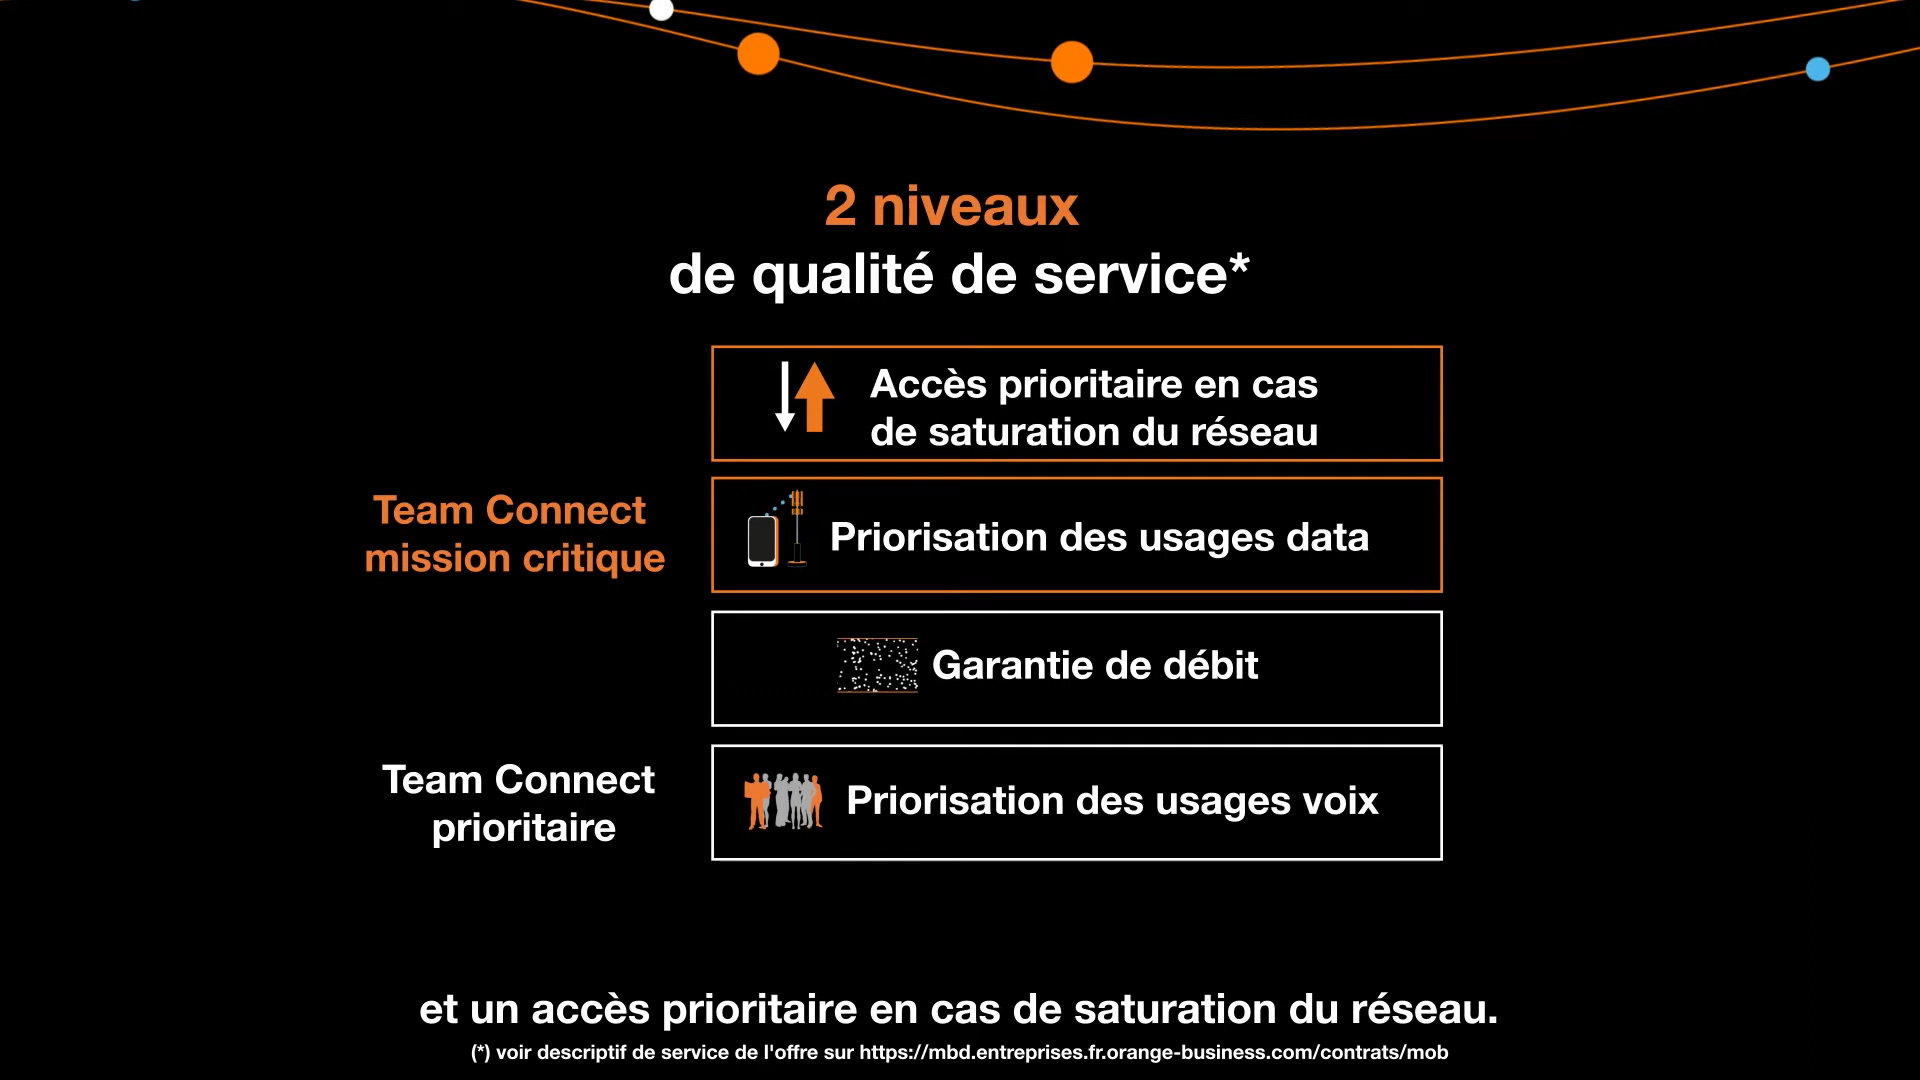 2 niveaux
de qualité de service*
Accès prioritaire en cas
de saturation du réseau
Team Connect
mission critique
Priorisation des usages data
Garantie de débit
Team Connect
prioritaire
Priorisation des usages voix
et un accès prioritaire en cas de saturation du réseau.
(*) voir descriptif de service de l'offre sur https://mbd.entreprises.fr.orange-business.com/contrats/mob